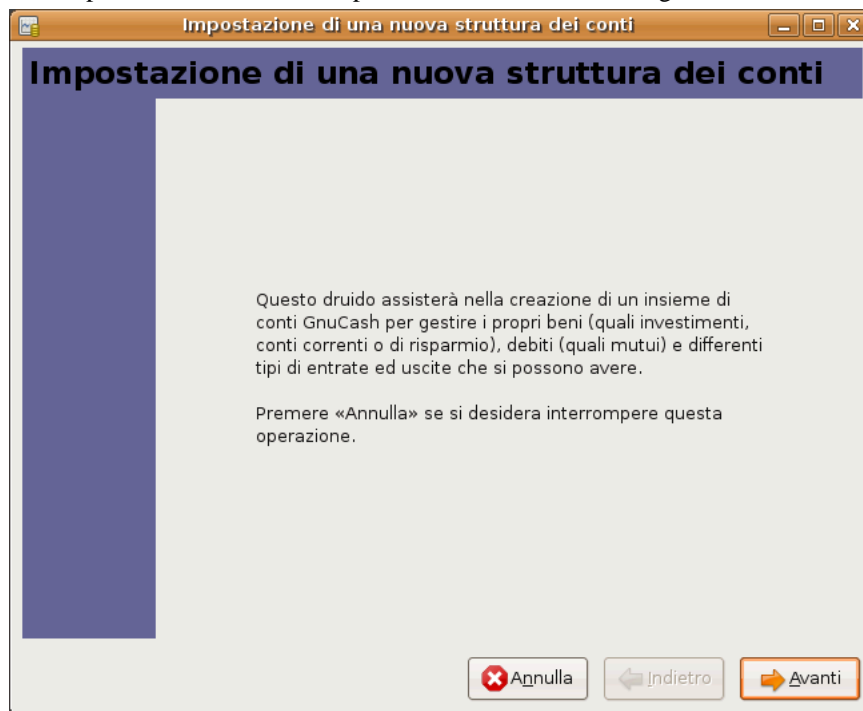 Impostazione di una nuova struttura dei conti
Impostazione di una nuova struttura dei conti
Questo druido assisterà nella creazione di un insieme di
conti GnuCash per gestire i propri beni (quali investimenti,
conti correnti o di risparmio), debiti (quali mutui) e differenti
tipi di entrate ed uscite che si possono avere.
Premere «Annulla» se si desidera interrompere questa
operazione.
Annulla
Indietro
Avanti